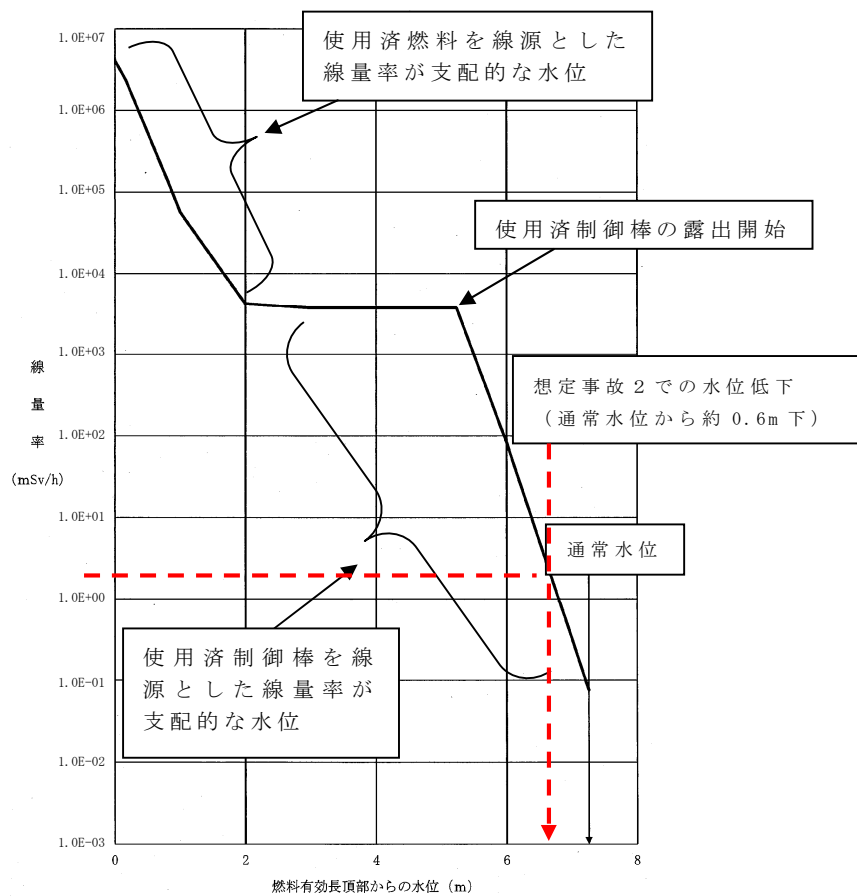 使用済燃料を線源とした
線量率が支配的な水位
使用済制御棒の露出開始
想定事故２での水位低下
（通常水位から約 0.6m 下）
通常水位
使用済制御棒を線
源とした線量率が
支配的な水位
線
量
率
(mSv/h)
1.0E+07
1.0E+06
1.0E+05
1.0E+04
1.0E+03
1.0E+02
1.0E+01
1.0E+00
1.0E-01
1.0E-02
1.0E-03
0 2 4 6 8
燃料有効長頂部からの水位（m）